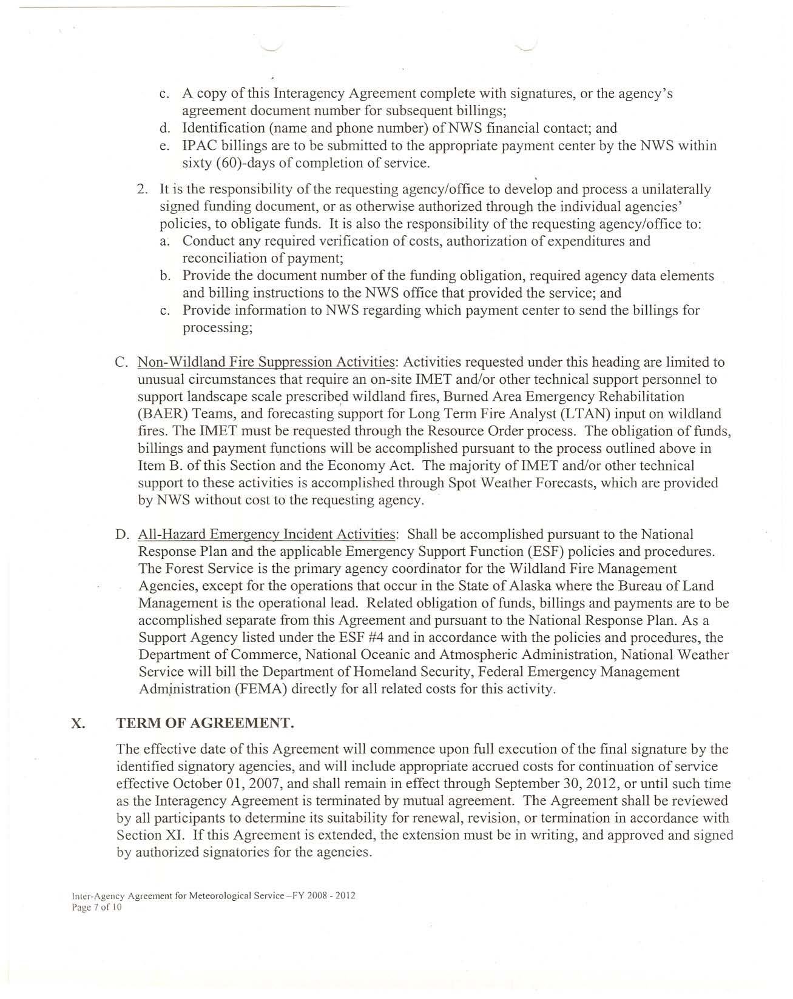 c. A copy of this Interagency Agreement complete with signatures, or the agency's
agreement document number for subsequent billings;
d. Identification (name and phone number) of NWS financial contact; and
e. IPAC billings are to be submitted to the appropriate payment center by the NWS within
sixty (60)-days of completion of service.
2. It is the responsibility of the requesting agency/office to develop and process a unilaterally
signed funding document, or as otherwise authorized through the individual agencies'
policies, to obligate funds. It is also the responsibility of the requesting agency/office to:
a. Conduct any required verification of costs, authorization of expenditures and
reconciliation of payment;
b. Provide the document number of the funding obligation, required agency data elements
and billing instructions to the NWS office that provided the service; and
c. Provide information to NWS regarding which payment center to send the billings for
processing;
C. Non-Wildland Fire Suppression Activities: Activities requested under this heading are limited to
unusual circumstances that require an on-site IMET and/or other technical support personnel to
support landscape scale prescribed wildland fires, Burned Area Emergency Rehabilitation
(BAER) Teams, and forecasting support for Long Term Fire Analyst (LTAN) input on wildland
fires. The IMET must be requested through the Resource Order process. The obligation of funds,
billings and payment functions will be accomplished pursuant to the process outlined above in
Item B. of this Section and the Economy Act. The majority of IMET and/or other technical
support to these activities is accomplished through Spot Weather Forecasts, which are provided
by NWS without cost to the requesting agency.
D. All-Hazard Emergency Incident Activities: Shall be accomplished pursuant to the National
Response Plan and the applicable Emergency Support Function (ESF) policies and procedures.
The Forest Service is the primary agency coordinator for the Wildland Fire Management
Agencies, except for the operations that occur in the State of Alaska where the Bureau of Land
Management is the operational lead. Related obligation of funds, billings and payments are to be
accomplished separate from this Agreement and pursuant to the National Response Plan. As a
Support Agency listed under the ESF #4 and in accordance with the policies and procedures, the
Department of Commerce, National Oceanic and Atmospheric Administration, National Weather
Service will bill the Department of Homeland Security, Federal Emergency Management
Administration (FEMA) directly for all related costs for this activity.
X. TERM OF AGREEMENT.
The effective date of this Agreement will commence upon full execution of the final signature by the
identified signatory agencies, and will include appropriate accrued costs for continuation of service
effective October 01, 2007, and shall remain in effect through September 30, 2012, or until such time
as the Interagency Agreement is terminated by mutual agreement. The Agreement shall be reviewed
by all participants to determine its suitability for renewal, revision, or termination in accordance with
Section XI. If this Agreement is extended, the extension must be in writing, and approved and signed
by authorized signatories for the agencies.
Inter-Agency Agreement for Meteorological Service –FY 2008 - 2012
Page 7 of 10